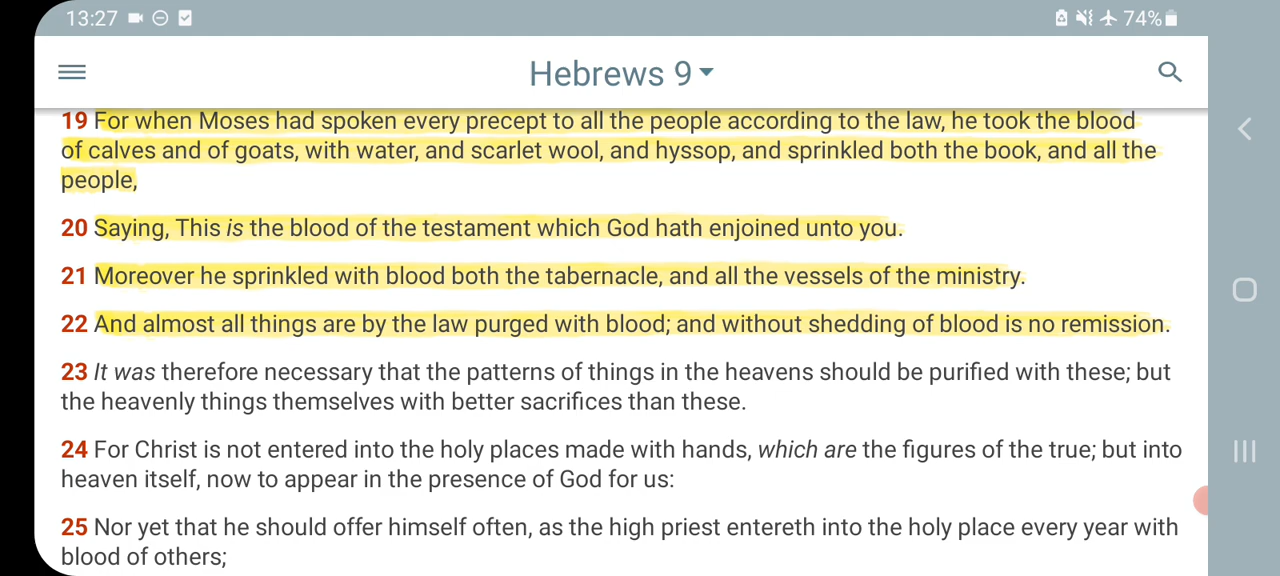 13:27
74%
Hebrews 9
19 For when Moses had spoken every precept to all the people according to the law, he took the blood
of calves and of goats, with water, and scarlet wool, and hyssop, and sprinkled both the book, and all the
people,
20 Saying, This is the blood of the testament which God hath enjoined unto you.
21 Moreover he sprinkled with blood both the tabernacle, and all the vessels of the ministry.
22 And almost all things are by the law purged with blood; and without shedding of blood is no remission.
23 It was therefore necessary that the patterns of things in the heavens should be purified with these; but
the heavenly things themselves with better sacrifices than these.
24 For Christ is not entered into the holy places made with hands, which are the figures of the true; but into
heaven itself, now to appear in the presence of God for us:
25 Nor yet that he should offer himself often, as the high priest entereth into the holy place every year with
blood of others;